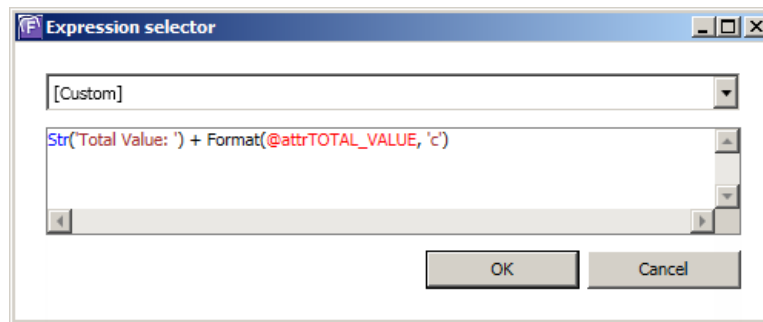 Expression selector
[Custom]
Str('Total Value: ') + Format(@attrTOTAL_VALUE, 'c')
OK Cancel